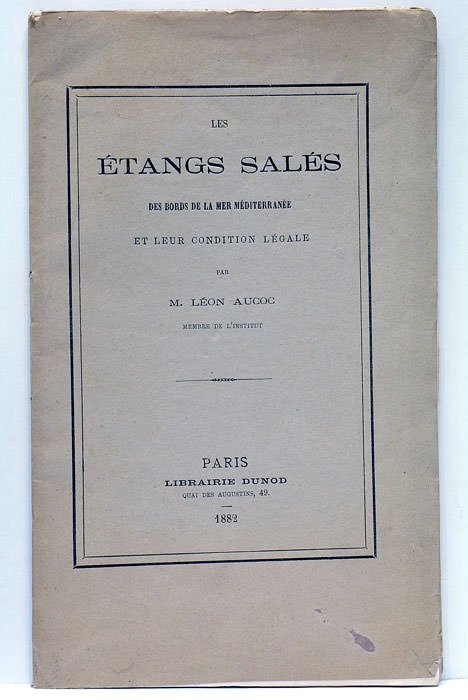 LES
ÉTANGS SALÉS
DES BORDS DE LA MER MÉDITERRANÉE
ET LEUR CONDITION LÉGALE
PAR
M. LÉON AUCOC
MEMBRE DE L'INSTITUT
PARIS
LIBRAIRIE DUNOD
QUAI DES AUGUSTINS, 49.
1882